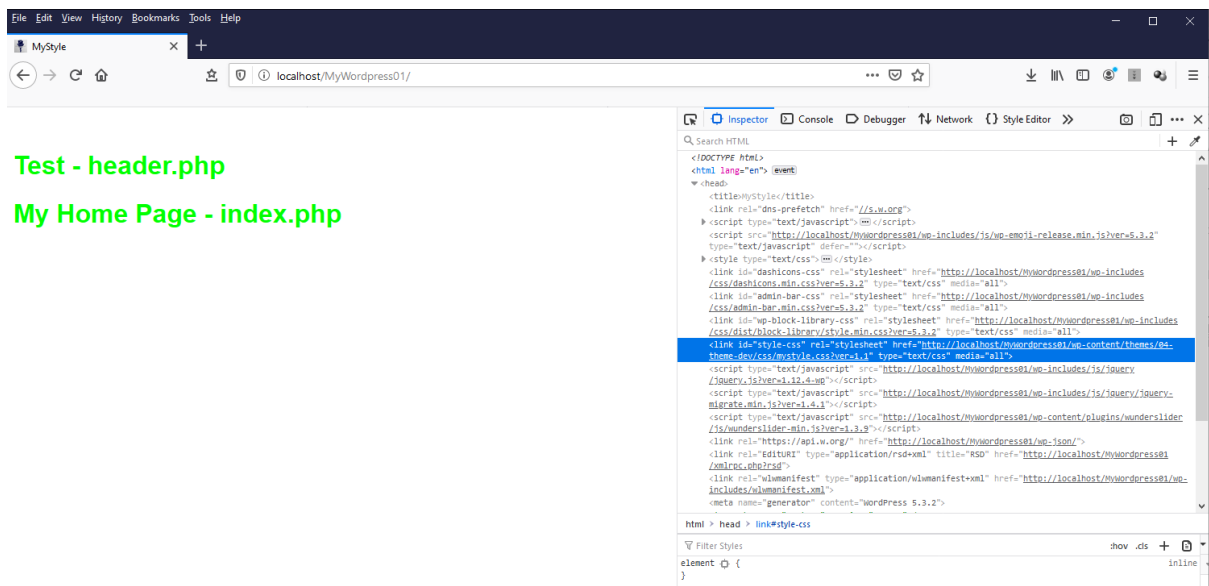 File Edit View History Bookmarks Tools Help
MyStyle
localhost/MyWordpress01/
Test - header.php
My Home Page - index.php
Inspector Console Debugger Network Style Editor
Search HTML
<!DOCTYPE html>
<html lang="en"> event
<head>
<title>MyStyle</title>
<link rel="dns-prefetch" href="//s.w.org">
<script type="text/javascript"></script>
<script src="http://localhost/MyWordpress01/wp-includes/js/wp-emoji-release.min.js?ver=5.3.2"
type="text/javascript" defer=""></script>
<style type="text/css"></style>
<link id="dashicons-css" rel="stylesheet" href="http://localhost/MyWordpress01/wp-includes
/css/dashicons.min.css?ver=5.3.2" type="text/css" media="all">
<link id="admin-bar-css" rel="stylesheet" href="http://localhost/MyWordpress01/wp-includes
/css/admin-bar.min.css?ver=5.3.2" type="text/css" media="all">
<link id="wp-block-library-css" rel="stylesheet" href="http://localhost/MyWordpress01/wp-includes
/css/dist/block-library/style.min.css?ver=5.3.2" type="text/css" media="all">
<link id="style-css" rel="stylesheet" href="http://localhost/MyWordpress01/wp-content/themes/04-
theme-dev/css/mystyle.css?ver=1.1" type="text/css" media="all">
<script type="text/javascript" src="http://localhost/MyWordpress01/wp-includes/js/jquery
/jquery.js?ver=1.12.4-wp"></script>
<script type="text/javascript" src="http://localhost/MyWordpress01/wp-includes/js/jquery/jquery-
migrate.min.js?ver=1.4.1"></script>
<script type="text/javascript" src="http://localhost/MyWordpress01/wp-content/plugins/wunderslider
/js/wunderslider-min.js?ver=1.3.9"></script>
<link rel="https://api.w.org/" href="http://localhost/MyWordpress01/wp-json/">
<link rel="EditURI" type="application/rsd+xml" title="RSD" href="http://localhost/MyWordpress01
/xmlrpc.php?rsd">
<link rel="wlwmanifest" type="application/wlwmanifest+xml" href="http://localhost/MyWordpress01/wp-
includes/wlwmanifest.xml">
<meta name="generator" content="WordPress 5.3.2">
html > head > link#style-css
Filter Styles :hov .cls
element { inline
}